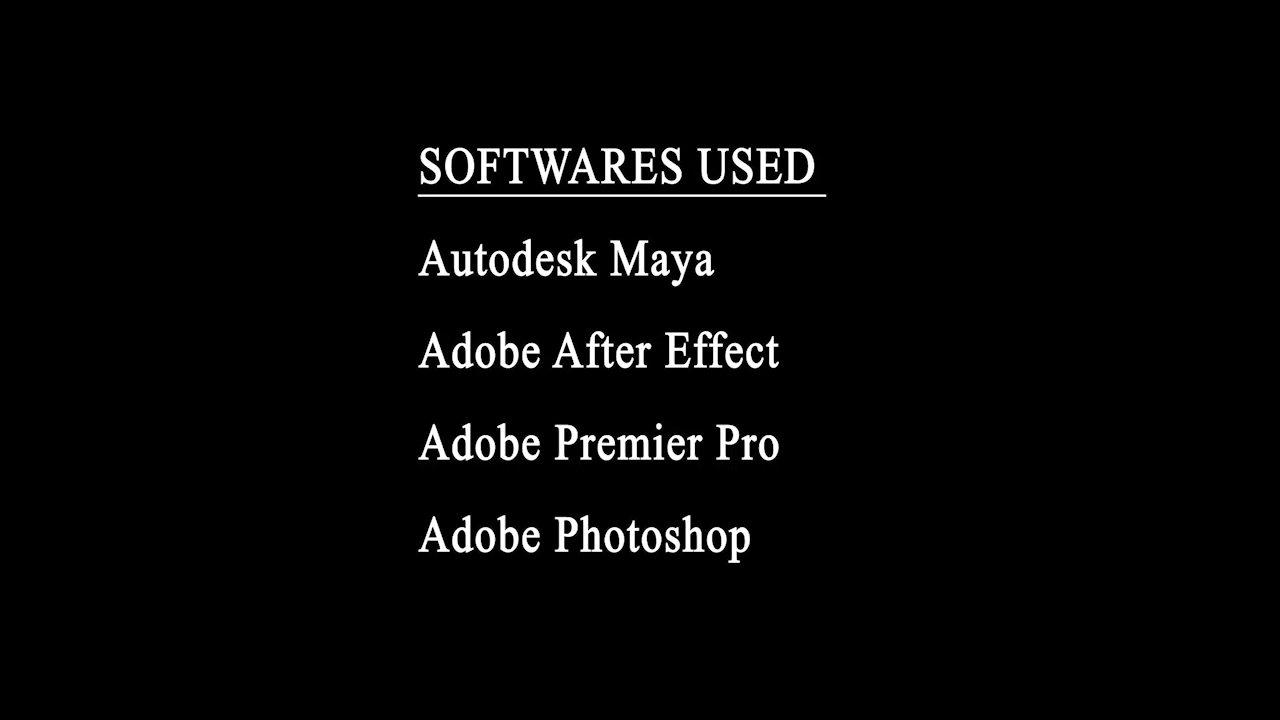 SOFTWARES USED
Autodesk Maya
Adobe After Effect
Adobe Premier Pro
Adobe Photoshop